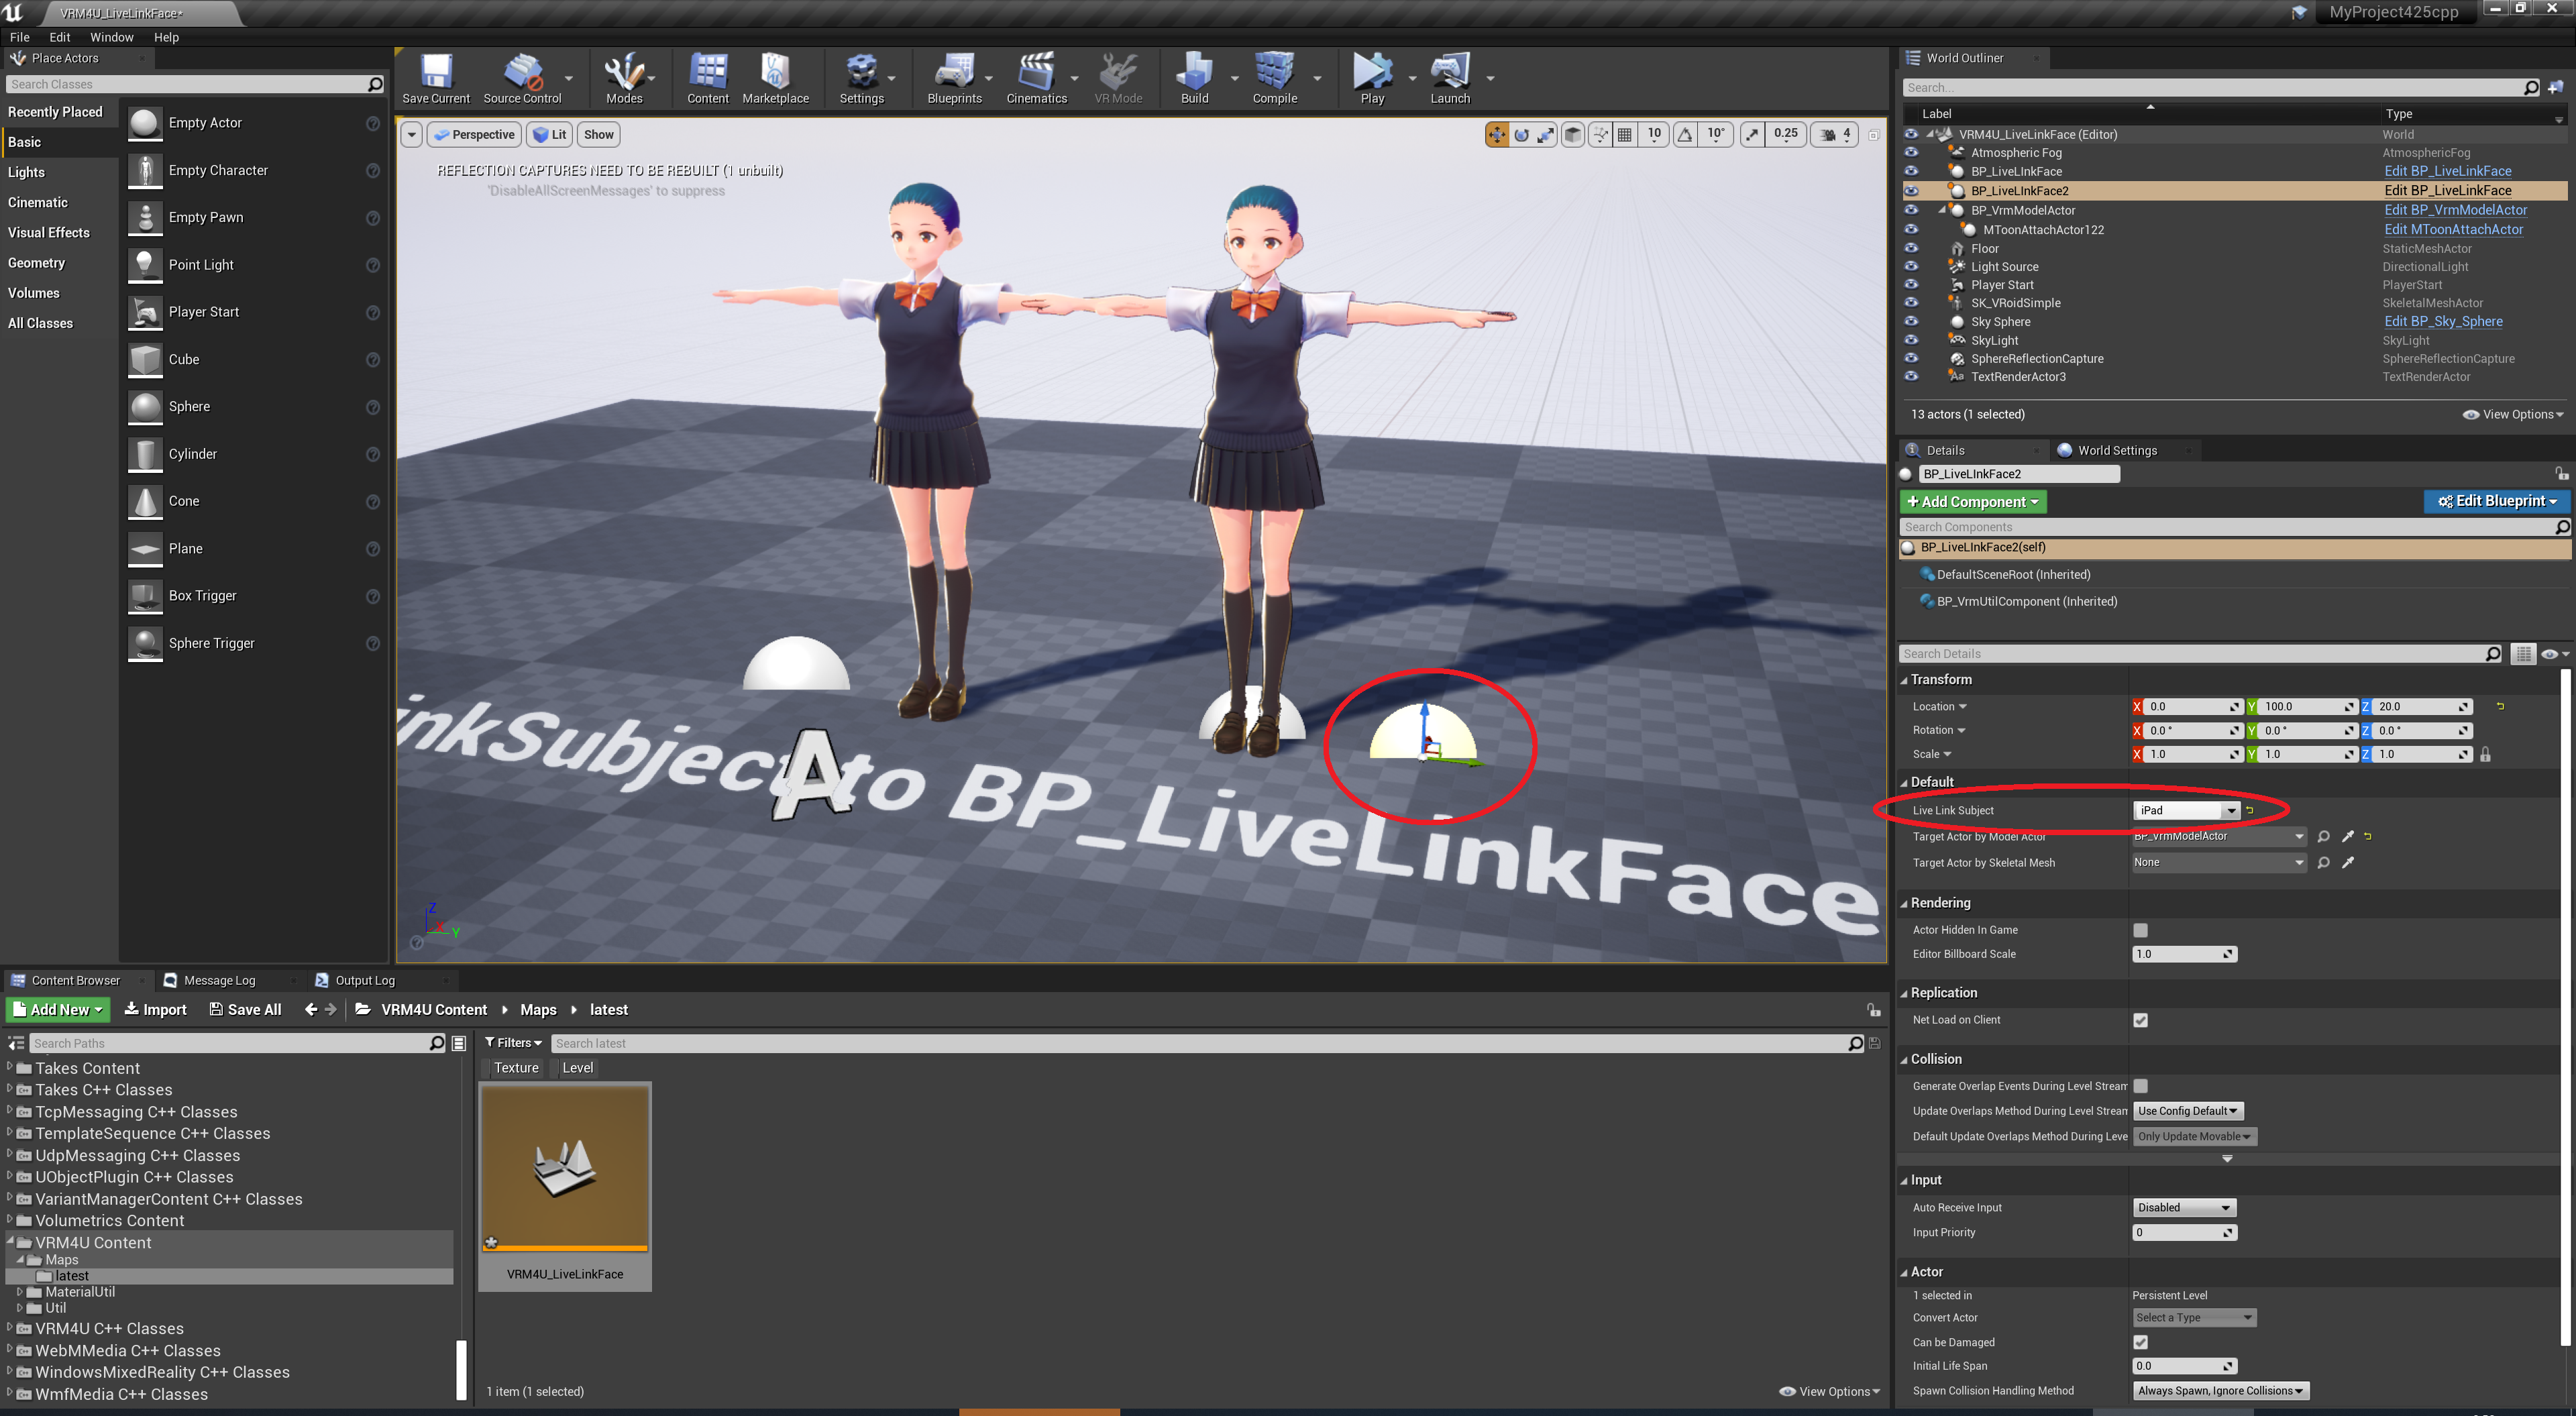 VRM4U_LiveLinkFace*
MyProject425cpp
File Edit Window Help
Place Actors
Search Classes
Recently Placed
Basic
Lights
Cinematic
Visual Effects
Geometry
Volumes
All Classes
Empty Actor
Empty Character
Empty Pawn
Point Light
Player Start
Cube
Sphere
Cylinder
Cone
Plane
Box Trigger
Sphere Trigger
Save Current Source Control Modes Content Marketplace Settings Blueprints Cinematics VR Mode Build Compile Play Launch
Perspective Lit Show
10 10° 0.25 4
REFLECTION CAPTURES NEED TO BE REBUILT (1 unbuilt)
'DisableAllScreenMessages' to suppress
inkSubject to BP_LiveLinkFace
A
Z
X
Y
World Outliner
Search...
Label Type
VRM4U_LiveLinkFace (Editor) World
Atmospheric Fog AtmosphericFog
BP_LiveLInkFace Edit BP_LiveLinkFace
BP_LiveLInkFace2 Edit BP_LiveLinkFace
BP_VrmModelActor Edit BP_VrmModelActor
MToonAttachActor122 Edit MToonAttachActor
Floor StaticMeshActor
Light Source DirectionalLight
Player Start PlayerStart
SK_VRoidSimple SkeletalMeshActor
Sky Sphere Edit BP_Sky_Sphere
SkyLight SkyLight
SphereReflectionCapture SphereReflectionCapture
TextRenderActor3 TextRenderActor
13 actors (1 selected) View Options
Details World Settings
BP_LiveLInkFace2
+Add Component Edit Blueprint
Search Components
BP_LiveLInkFace2(self)
DefaultSceneRoot (Inherited)
BP_VrmUtilComponent (Inherited)
Search Details
Transform
Location X 0.0 Y 100.0 Z 20.0
Rotation X 0.0 ° Y 0.0 ° Z 0.0 °
Scale X 1.0 Y 1.0 Z 1.0
Default
Live Link Subject iPad
Target Actor by Model Actor BP_VrmModelActor
Target Actor by Skeletal Mesh None
Rendering
Actor Hidden In Game
Editor Billboard Scale 1.0
Replication
Net Load on Client
Collision
Generate Overlap Events During Level Stream
Update Overlaps Method During Level Stream Use Config Default
Default Update Overlaps Method During Leve Only Update Movable
Input
Auto Receive Input Disabled
Input Priority 0
Actor
1 selected in Persistent Level
Convert Actor Select a Type
Can be Damaged
Initial Life Span 0.0
Spawn Collision Handling Method Always Spawn, Ignore Collisions
Content Browser Message Log Output Log
Add New Import Save All VRM4U Content Maps latest
Search Paths
Takes Content
Takes C++ Classes
TcpMessaging C++ Classes
TemplateSequence C++ Classes
UdpMessaging C++ Classes
UObjectPlugin C++ Classes
VariantManagerContent C++ Classes
Volumetrics Content
VRM4U Content
Maps
latest
MaterialUtil
Util
VRM4U C++ Classes
WebMMedia C++ Classes
WindowsMixedReality C++ Classes
WmfMedia C++ Classes
Filters Search latest
Texture Level
VRM4U_LiveLinkFace
1 item (1 selected) View Options